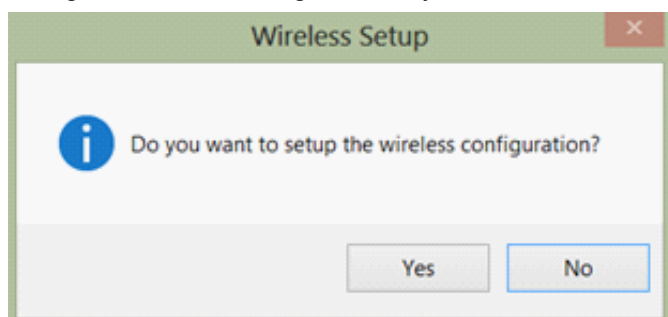 Wireless Setup
Do you want to setup the wireless configuration?
Yes No